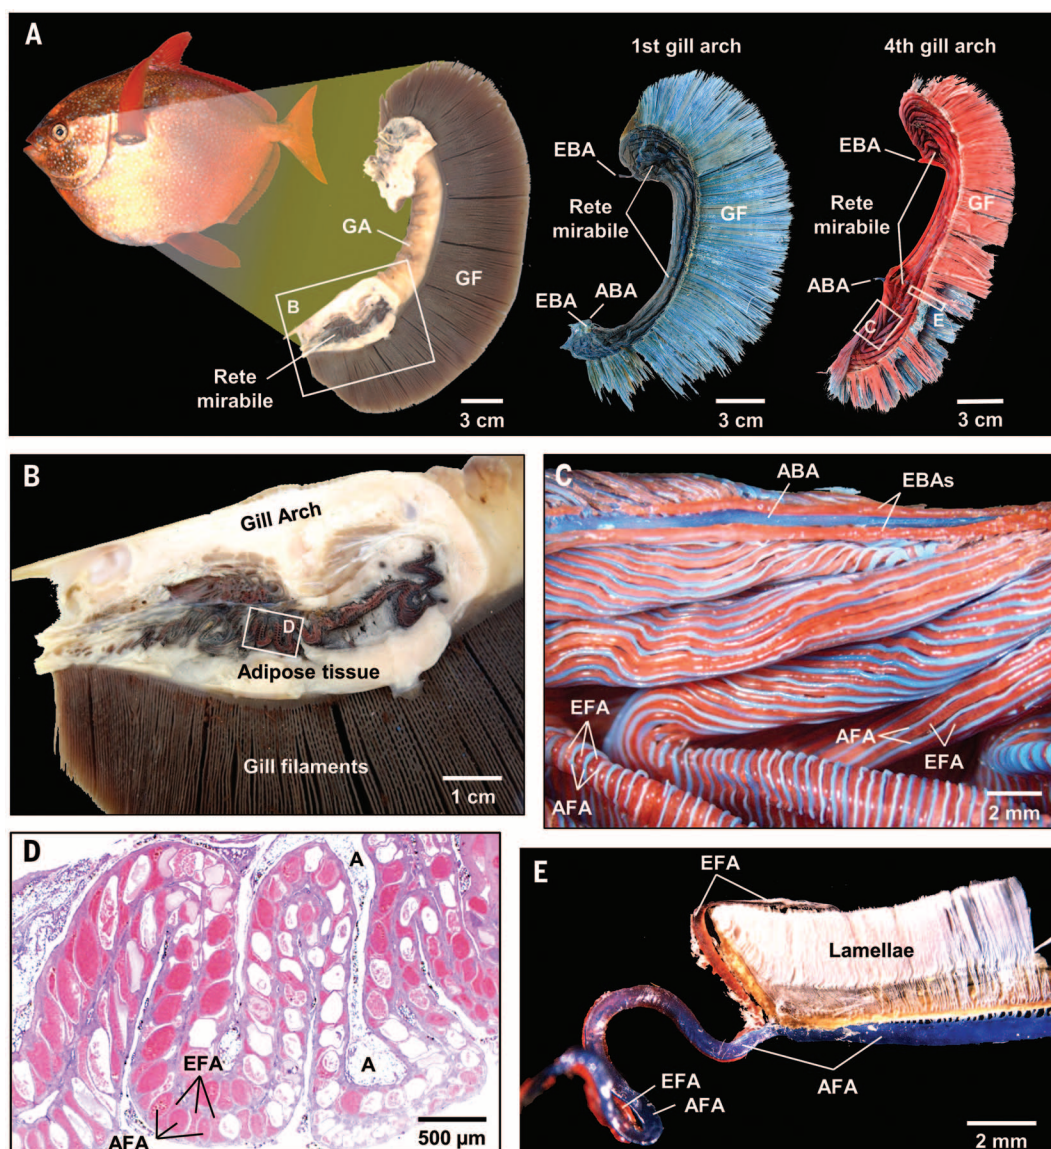 A
1st gill arch
4th gill arch
EBA
EBA
Rete
mirabile
Rete
mirabile
GA
GF
GF
GF
B
EBA
ABA
ABA
C
E
Rete
mirabile
3 cm
3 cm
3 cm
B
Gill Arch
D
Adipose tissue
Gill filaments
1 cm
C
ABA
EBAs
EFA
AFA
EFA
AFA
2 mm
D
A
A
EFA
AFA
500 µm
E
EFA
Lamellae
EFA
AFA
AFA
2 mm